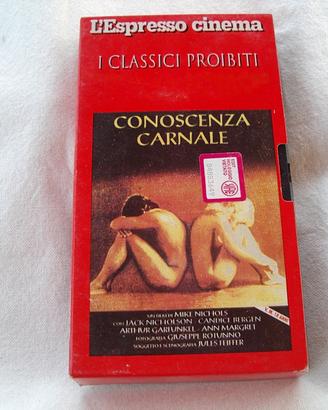 L'Espresso cinema
I CLASSICI PROIBITI
CONOSCENZA
CARNALE
UN FILM DI MIKE NICHOLS
CON JACK NICHOLSON - CANDICE BERGEN
ARTHUR GARFUNKEL - ANN MARGRET
FOTOGRAFIA GIUSEPPE ROTUNNO
SOGGETTO E SCENOGRAFIA JULES FEIFFER